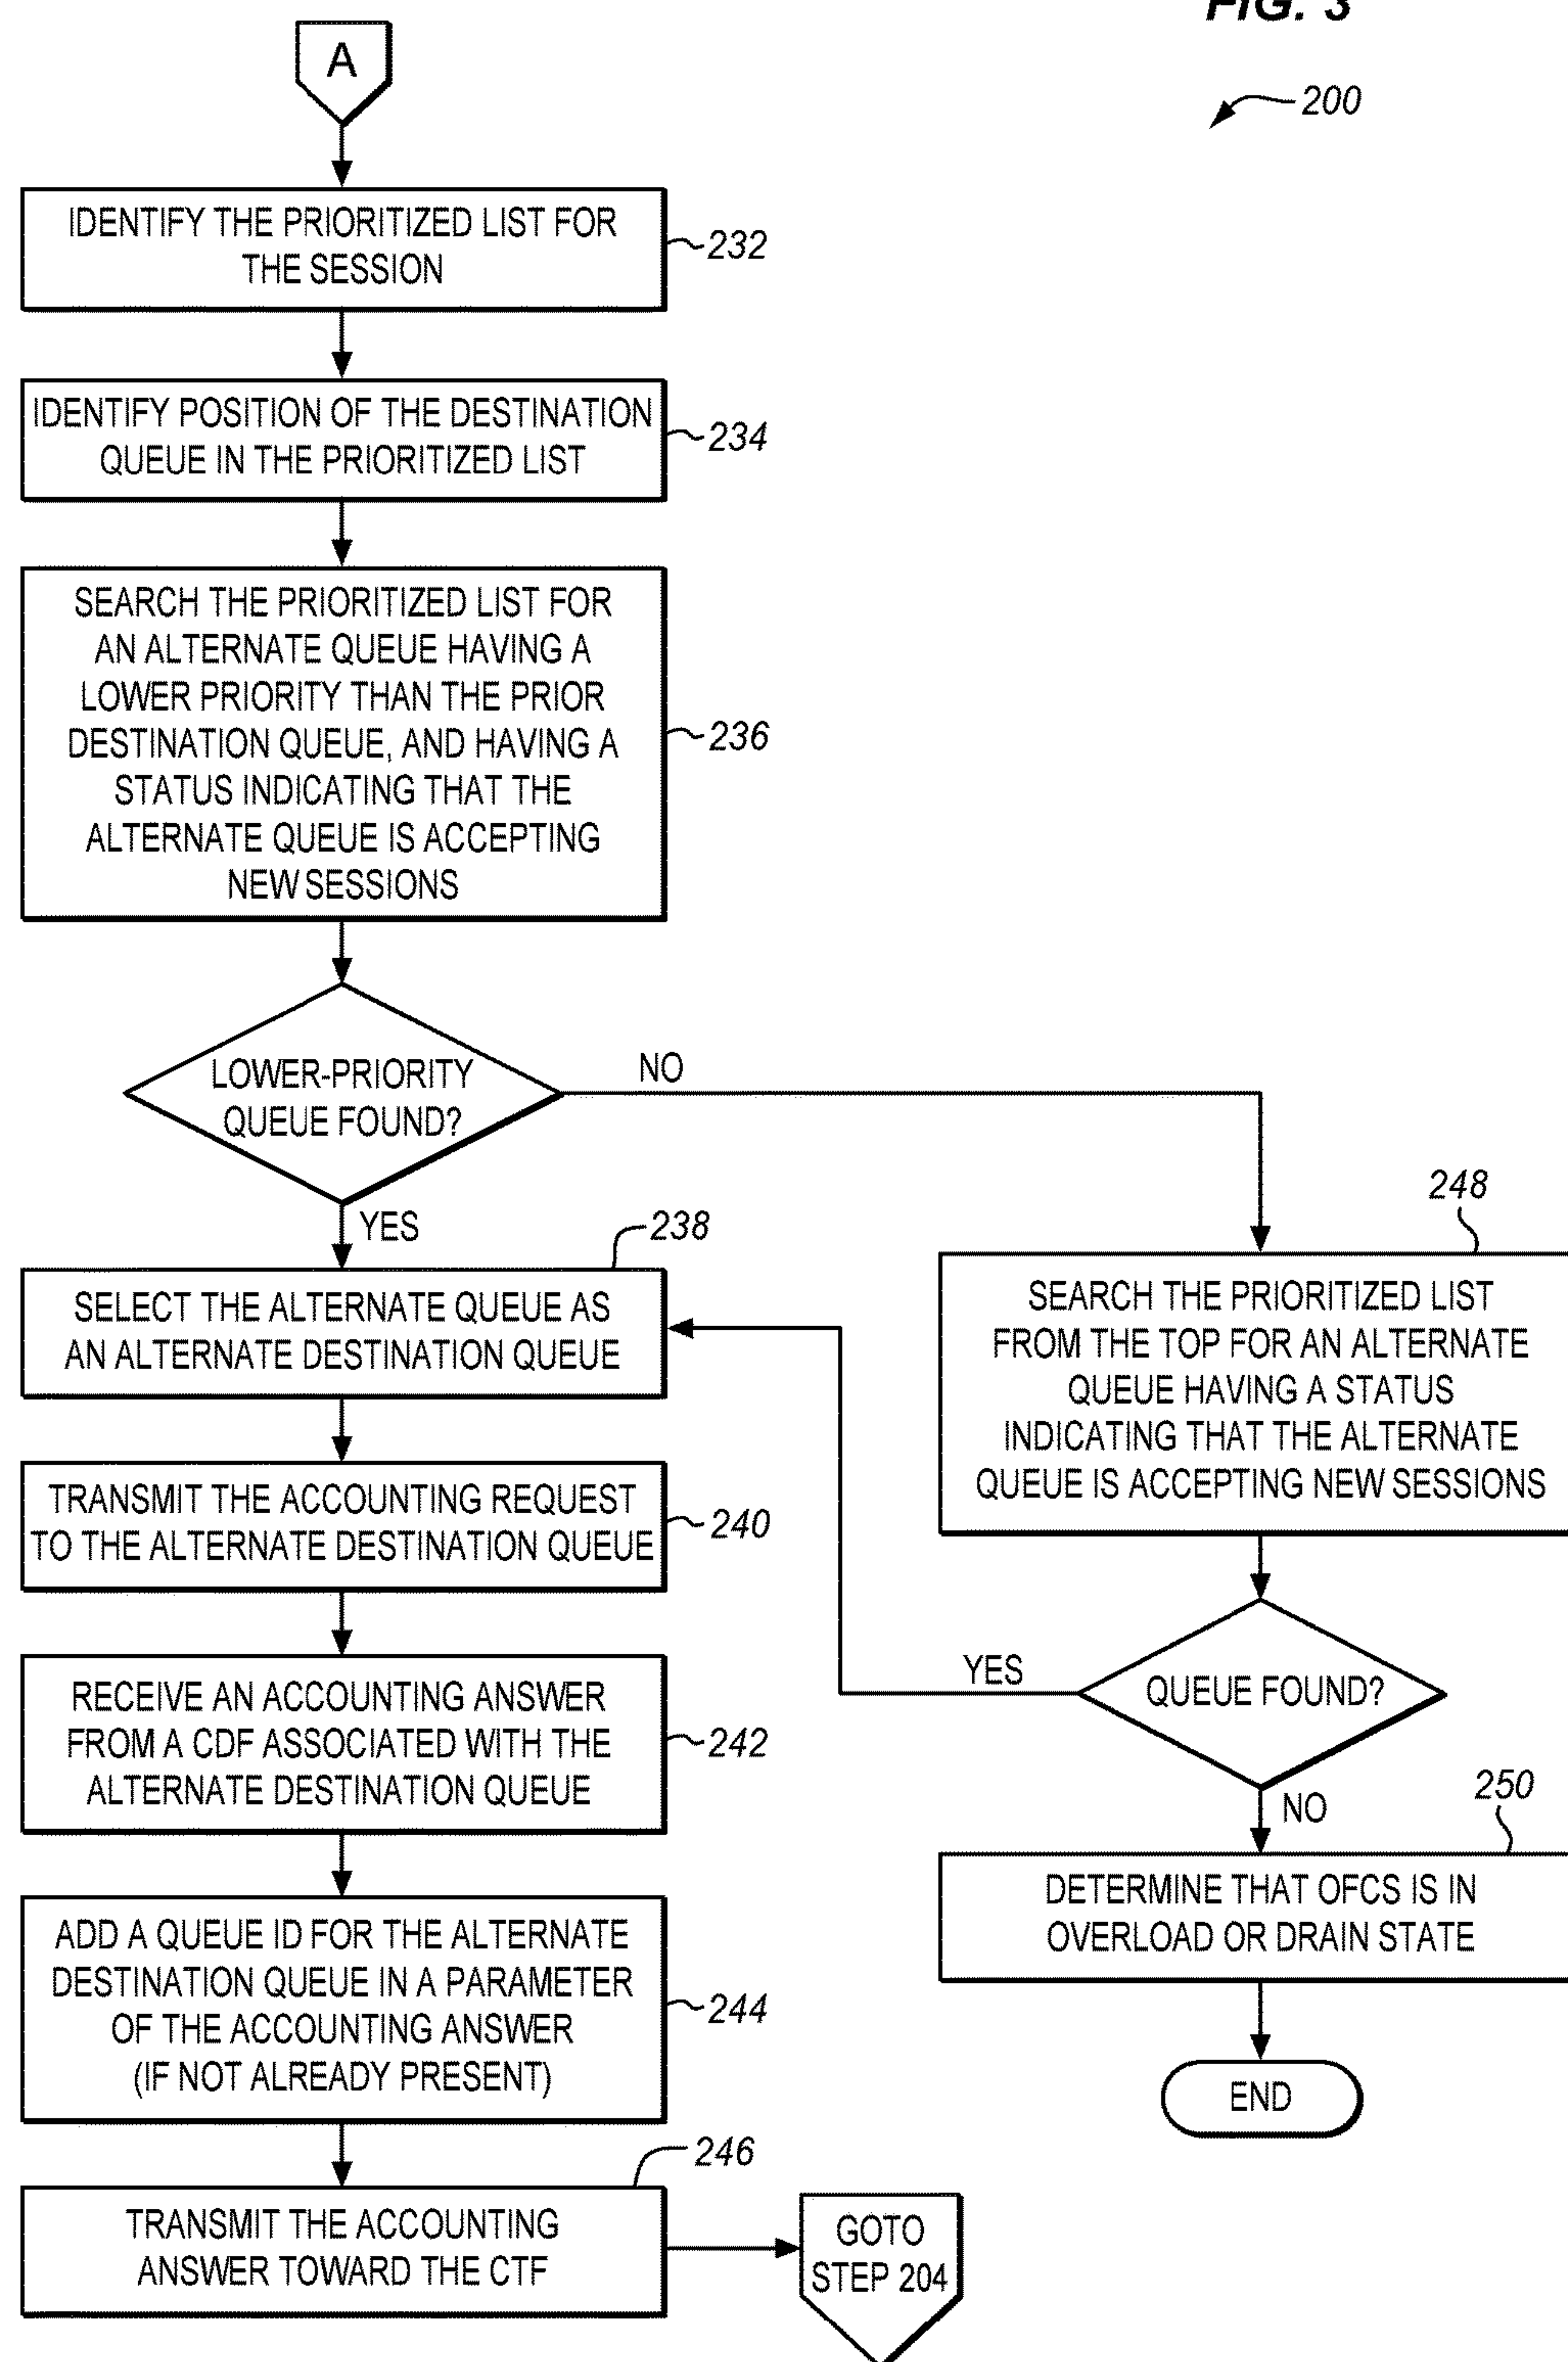 FIG. 3
200
A
IDENTIFY THE PRIORITIZED LIST FOR
THE SESSION
232
IDENTIFY POSITION OF THE DESTINATION
QUEUE IN THE PRIORITIZED LIST
234
SEARCH THE PRIORITIZED LIST FOR
AN ALTERNATE QUEUE HAVING A
LOWER PRIORITY THAN THE PRIOR
DESTINATION QUEUE, AND HAVING A
STATUS INDICATING THAT THE
ALTERNATE QUEUE IS ACCEPTING
NEW SESSIONS
236
LOWER-PRIORITY
QUEUE FOUND?
NO
YES
238
SELECT THE ALTERNATE QUEUE AS
AN ALTERNATE DESTINATION QUEUE
TRANSMIT THE ACCOUNTING REQUEST
TO THE ALTERNATE DESTINATION QUEUE
240
RECEIVE AN ACCOUNTING ANSWER
FROM A CDF ASSOCIATED WITH THE
ALTERNATE DESTINATION QUEUE
242
ADD A QUEUE ID FOR THE ALTERNATE
DESTINATION QUEUE IN A PARAMETER
OF THE ACCOUNTING ANSWER
(IF NOT ALREADY PRESENT)
244
246
TRANSMIT THE ACCOUNTING
ANSWER TOWARD THE CTF
GOTO
STEP 204
248
SEARCH THE PRIORITIZED LIST
FROM THE TOP FOR AN ALTERNATE
QUEUE HAVING A STATUS
INDICATING THAT THE ALTERNATE
QUEUE IS ACCEPTING NEW SESSIONS
YES
QUEUE FOUND?
NO
250
DETERMINE THAT OFCS IS IN
OVERLOAD OR DRAIN STATE
END